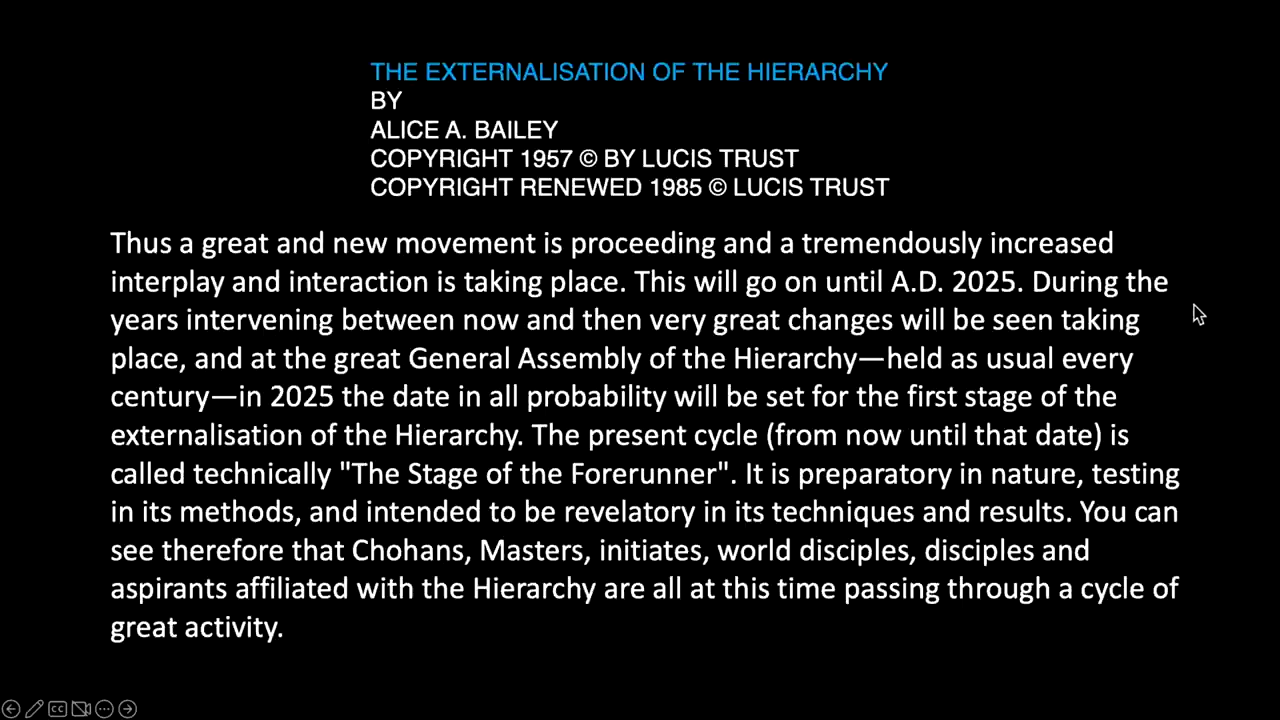 THE EXTERNALISATION OF THE HIERARCHY
BY
ALICE A. BAILEY
COPYRIGHT 1957 © BY LUCIS TRUST
COPYRIGHT RENEWED 1985 © LUCIS TRUST
Thus a great and new movement is proceeding and a tremendously increased
interplay and interaction is taking place. This will go on until A.D. 2025. During the
years intervening between now and then very great changes will be seen taking
place, and at the great General Assembly of the Hierarchy—held as usual every
century—in 2025 the date in all probability will be set for the first stage of the
externalisation of the Hierarchy. The present cycle (from now until that date) is
called technically "The Stage of the Forerunner". It is preparatory in nature, testing
in its methods, and intended to be revelatory in its techniques and results. You can
see therefore that Chohans, Masters, initiates, world disciples, disciples and
aspirants affiliated with the Hierarchy are all at this time passing through a cycle of
great activity.
CC